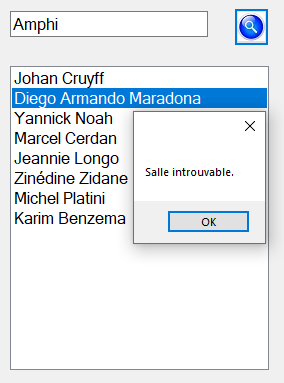 Amphi
Johan Cruyff
Diego Armando Maradona
Yannick Noah
Marcel Cerdan
Jeannie Longo
Zinédine Zidane
Michel Platini
Karim Benzema
Salle introuvable.
OK